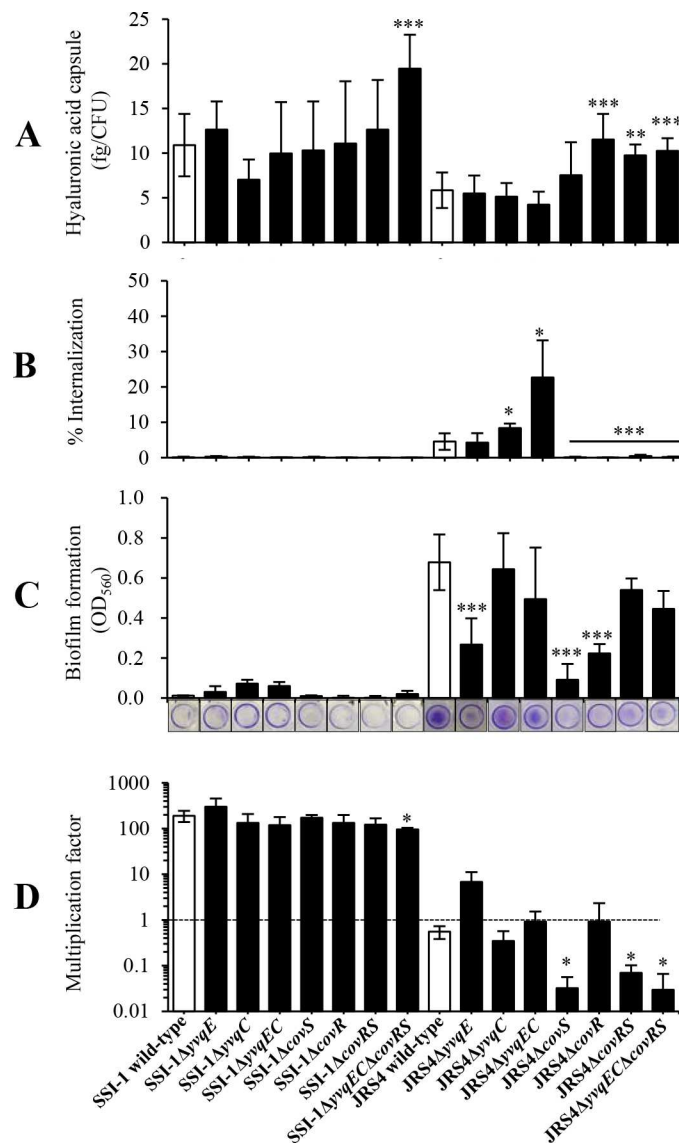 A
Hyaluronic acid capsule
(fg/CFU)
25
20
15
10
5
0
***
***
**
***
B
% Internalization
50
40
30
20
10
0
*
*
***
C
Biofilm formation
(OD560)
1.0
0.8
0.6
0.4
0.2
0.0
***
***
***
D
Multiplication factor
1000
100
10
1
0.1
0.01
*
*
*
*
SSI-1 wild-type
SSI-1ΔyvqE
SSI-1ΔyvqC
SSI-1ΔyvqEC
SSI-1ΔcovS
SSI-1ΔcovR
SSI-1ΔcovRS
SSI-1ΔyvqECΔcovRS
JRS4 wild-type
JRS4ΔyvqE
JRS4ΔyvqC
JRS4ΔyvqEC
JRS4ΔcovS
JRS4ΔcovR
JRS4ΔcovRS
JRS4ΔyvqECΔcovRS